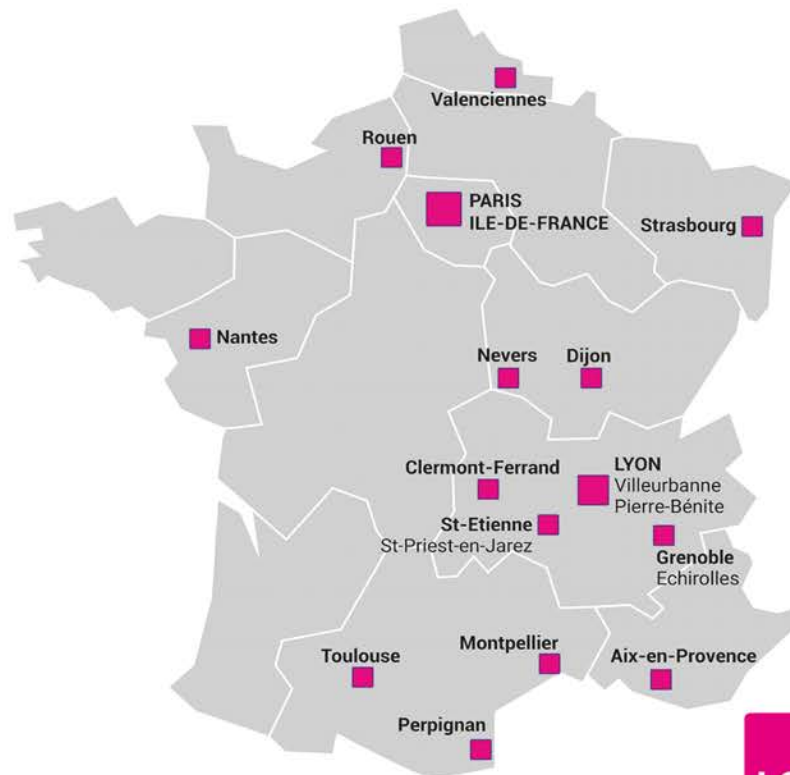 Valenciennes
Rouen
PARIS
ILE-DE-FRANCE
Strasbourg
Nantes
Nevers
Dijon
Clermont-Ferrand
LYON
Villeurbanne
Pierre-Bénite
St-Etienne
St-Priest-en-Jarez
Grenoble
Echirolles
Montpellier
Toulouse
Aix-en-Provence
Perpignan